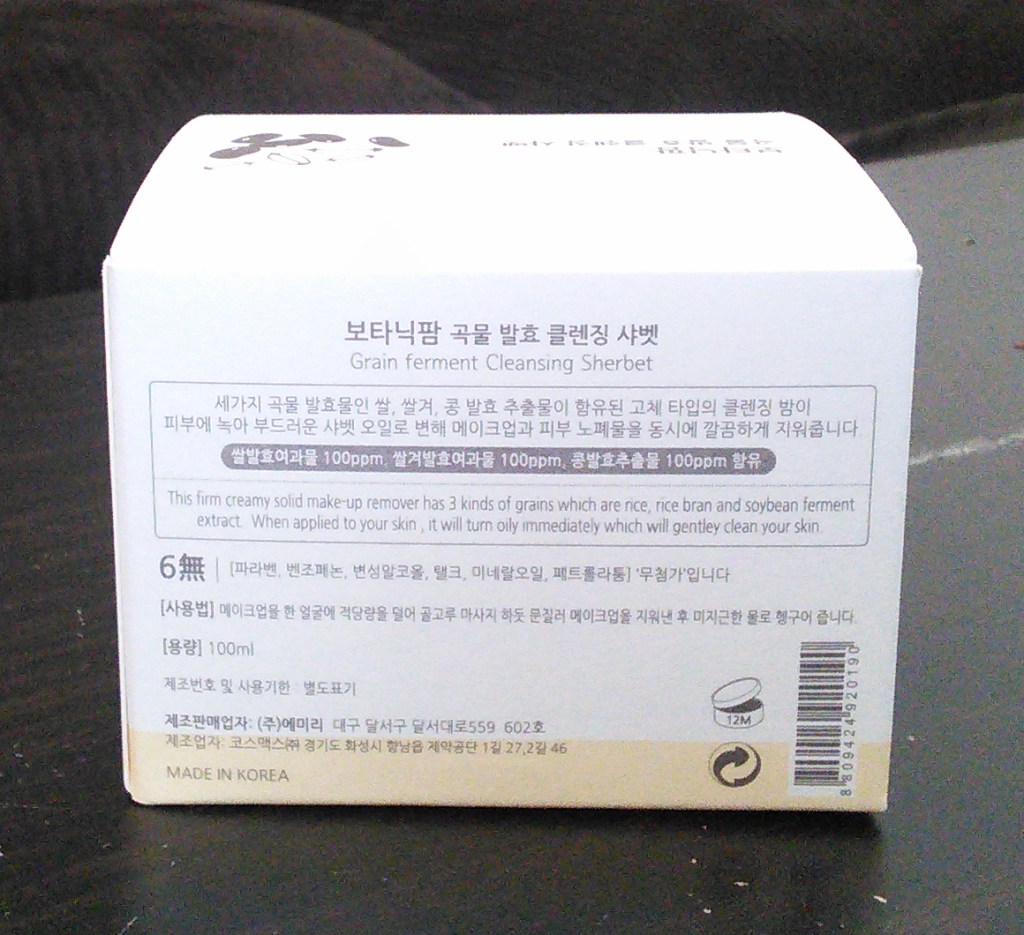 보타닉팜
곡물 발효 클렌징 샤벳
보타닉팜 곡물 발효 클렌징 샤벳
Grain ferment Cleansing Sherbet
세가지 곡물 발효물인 쌀, 쌀겨, 콩 발효 추출물이 함유된 고체 타입의 클렌징 밤이
피부에 녹아 부드러운 샤벳 오일로 변해 메이크업과 피부 노폐물을 동시에 깔끔하게 지워줍니다
쌀발효여과물 100ppm, 쌀겨발효여과물 100ppm, 콩발효추출물 100ppm 함유
This firm creamy solid make-up remover has 3 kinds of grains which are rice, rice bran and soybean ferment
extract. When applied to your skin , it will turn oily immediately which will gentley clean your skin.
6無 | [파라벤, 벤조페논, 변성알코올, 탤크, 미네랄오일, 페트롤라툼] '무첨가'입니다
[사용법] 메이크업을 한 얼굴에 적당량을 덜어 골고루 마사지 하듯 문질러 메이크업을 지워낸 후 미지근한 물로 헹구어 줍니다.
[용량] 100ml
제조번호 및 사용기한 : 별도표기
제조판매업자: (주)에미리 대구 달서구 달서대로559 602호
제조업자: 코스맥스㈜ 경기도 화성시 향남읍 제약공단 1길 27,2길 46
MADE IN KOREA
12M
8 809424 920190